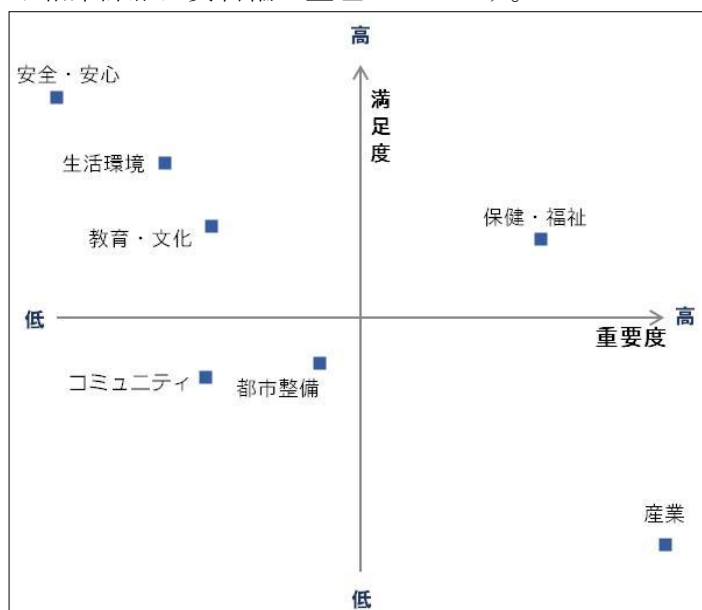 高
安全・安心
満足度
生活環境
保健・福祉
教育・文化
低
高
重要度
コミュニティ
都市整備
産業
低